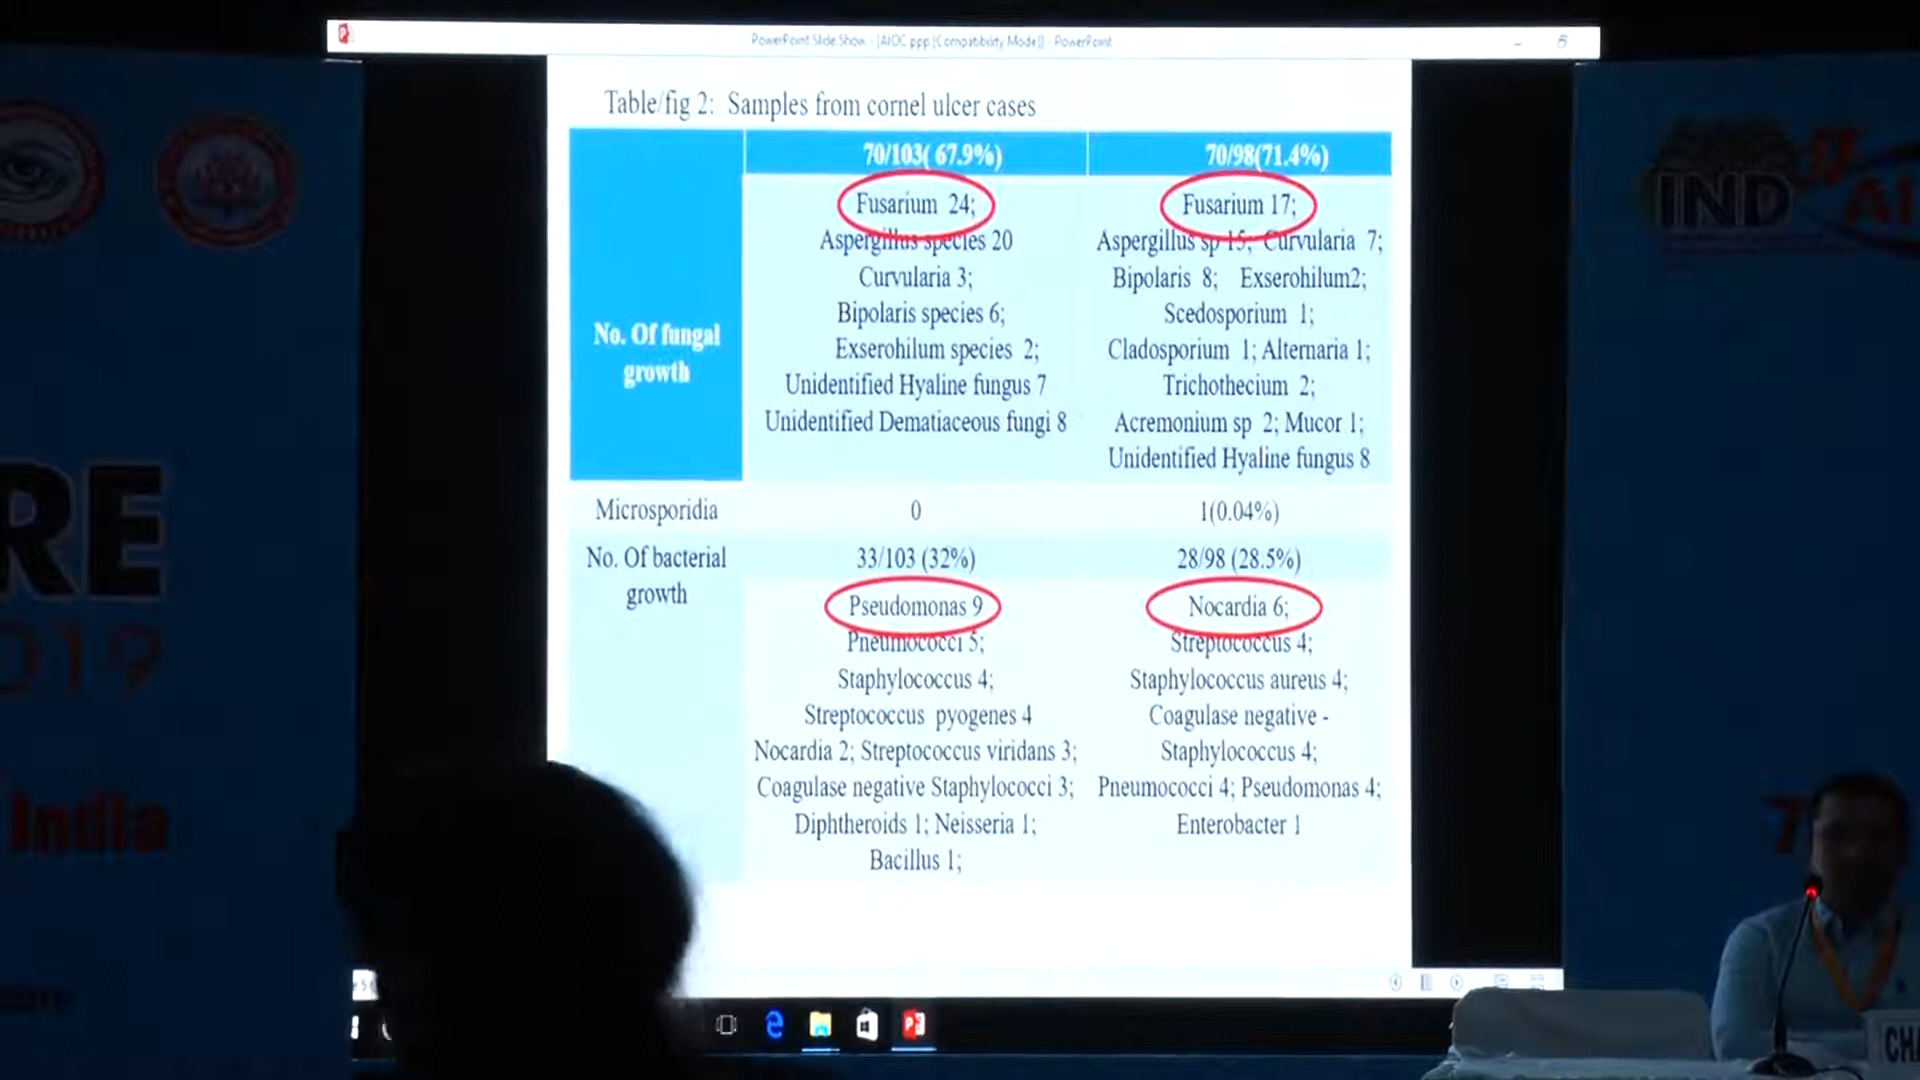 PowerPoint Slide Show - [AIOC ppp [Compatibility Mode]] - PowerPoint
Table/fig 2: Samples from cornel ulcer cases
70/103( 67.9%) 70/98(71.4%)
No. Of fungal growth
Fusarium 24;
Aspergillus species 20
Curvularia 3;
Bipolaris species 6;
Exserohilum species 2;
Unidentified Hyaline fungus 7
Unidentified Dematiaceous fungi 8
Fusarium 17;
Aspergillus sp 15; Curvularia 7;
Bipolaris 8; Exserohilum2;
Scedosporium 1;
Cladosporium 1; Alternaria 1;
Trichothecium 2;
Acremonium sp 2; Mucor 1;
Unidentified Hyaline fungus 8
Microsporidia 0 1(0.04%)
No. Of bacterial growth
33/103 (32%) 28/98 (28.5%)
Pseudomonas 9
Pneumococci 5;
Staphylococcus 4;
Streptococcus pyogenes 4
Nocardia 2; Streptococcus viridans 3;
Coagulase negative Staphylococci 3;
Diphtheroids 1; Neisseria 1;
Bacillus 1;
Nocardia 6;
Streptococcus 4;
Staphylococcus aureus 4;
Coagulase negative -
Staphylococcus 4;
Pneumococci 4; Pseudomonas 4;
Enterobacter 1
RE
019
India
IND
AI
CHA